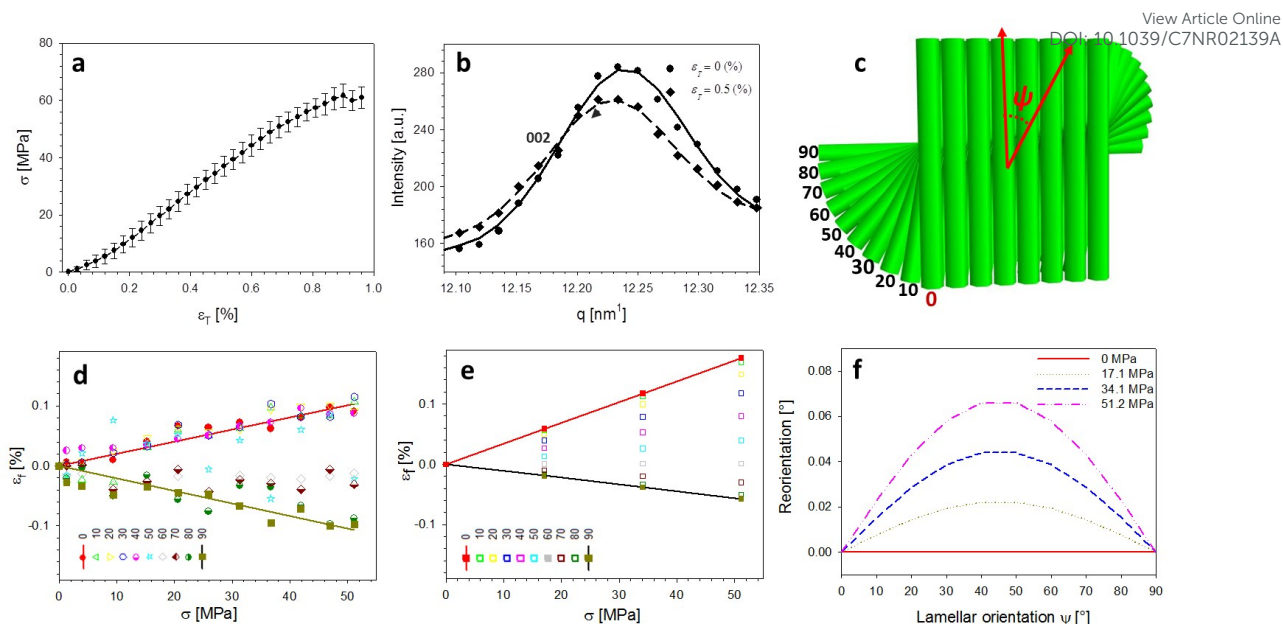 View Article Online
DOI: 10.1039/C7NR02139A
a
80
60
40
20
0
σ [MPa]
0.0 0.2 0.4 0.6 0.8 1.0
εT [%]
b
280
240
200
160
Intensity [a.u.]
εT = 0 (%)
εT = 0.5 (%)
002
12.10 12.15 12.20 12.25 12.30 12.35
q [nm1]
c
ψ
90
80
70
60
50
40
30
20
10
0
d
0.1
0.0
-0.1
εf [%]
0 10 20 30 40 50 60 70 80 90
0 10 20 30 40 50
σ [MPa]
e
0.1
0.0
0.1
εf [%]
0 10 20 30 40 50 60 70 80 90
0 10 20 30 40 50
σ [MPa]
f
0 MPa
17.1 MPa
34.1 MPa
51.2 MPa
0.08
0.06
0.04
0.02
0.00
Reorientation [°]
0 10 20 30 40 50 60 70 80 90
Lamellar orientation ψ [°]